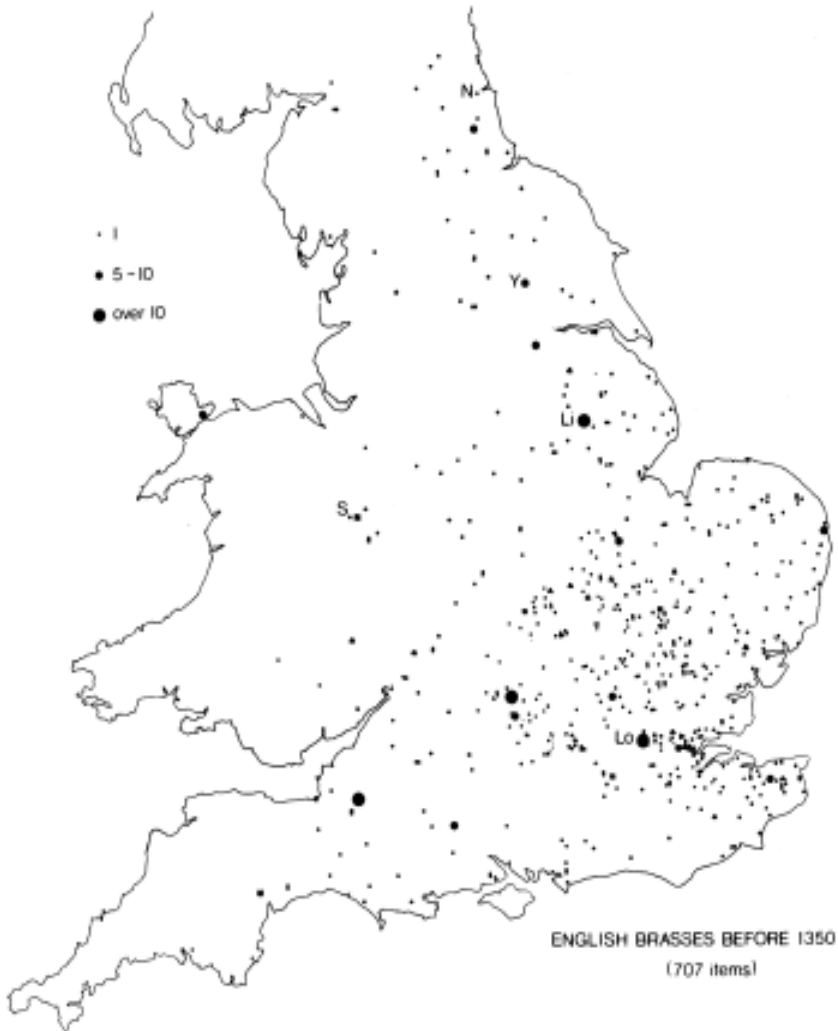 N
· 1
● 5-10
● over 10
Y
Li
S
Lo
ENGLISH BRASSES BEFORE 1350
(707 items)